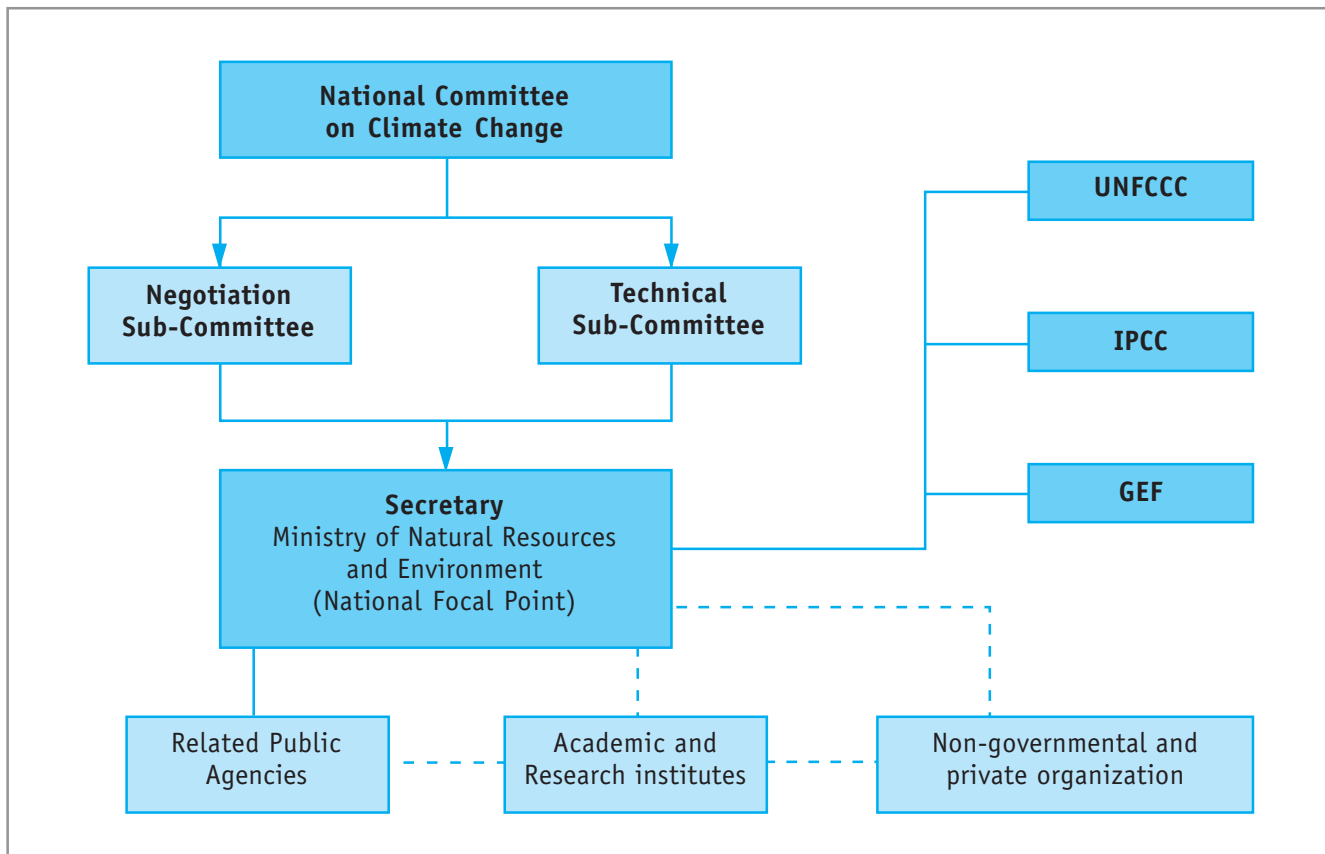 National Committee
on Climate Change
UNFCCC
Negotiation
Sub-Committee
Technical
Sub-Committee
IPCC
GEF
Secretary
Ministry of Natural Resources
and Environment
(National Focal Point)
Related Public
Agencies
Academic and
Research institutes
Non-governmental and
private organization